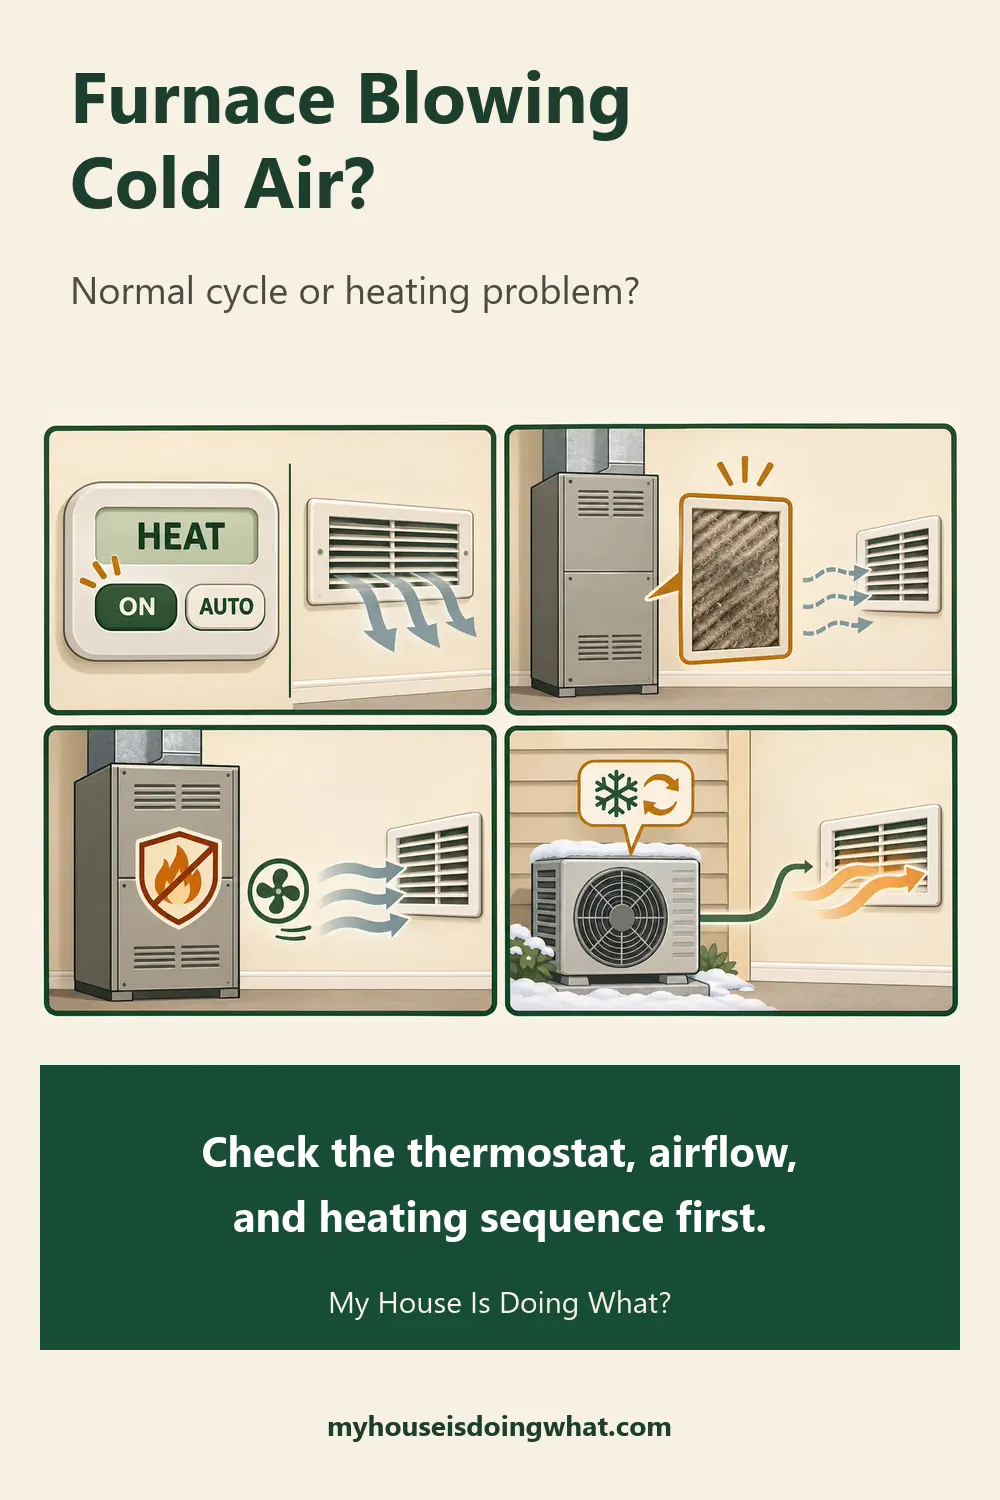 Furnace Blowing
Cold Air?
Normal cycle or heating problem?
HEAT
ON
AUTO
Check the thermostat, airflow,
and heating sequence first.
My House Is Doing What?
myhouseisdoingwhat.com